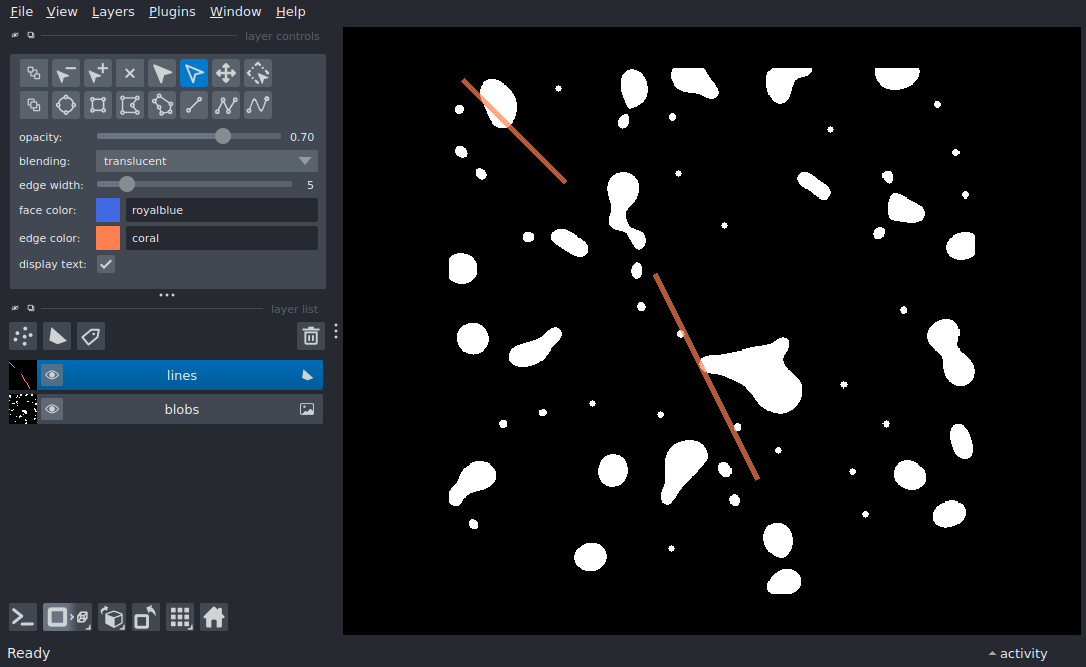 File View Layers Plugins Window Help
layer controls
opacity: 0.70
blending: translucent
edge width: 5
face color: royalblue
edge color: coral
display text:
layer list
lines
blobs
Ready
activity